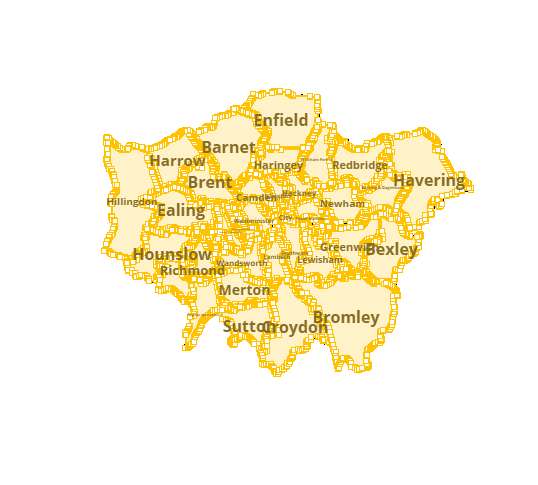 Enfield
Barnet
Harrow
Haringey
Redbridge
Havering
Brent
Camden
Hackney
Hillingdon
Ealing
Newham
Westminster
City
Hounslow
Greenwich
Bexley
Richmond
Wandsworth
Lambeth
Lewisham
Merton
Sutton
Croydon
Bromley